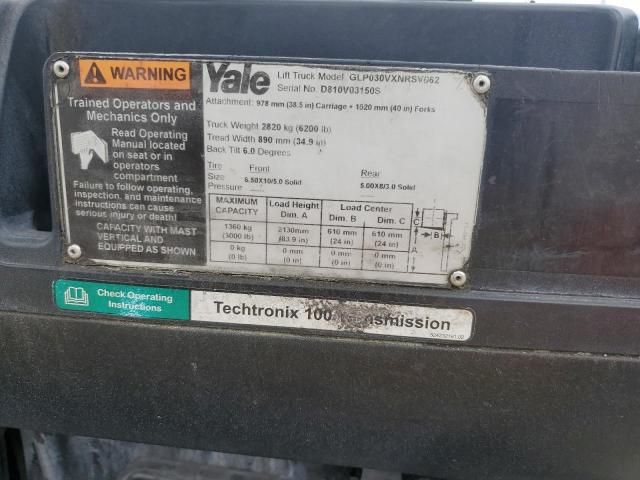 WARNING
Trained Operators and
Mechanics Only
Read Operating
Manual located
on seat or in
operators
compartment
Failure to follow operating,
inspection, and maintenance
instructions can cause
serious injury or death!
CAPACITY WITH MAST
VERTICAL AND
EQUIPPED AS SHOWN
Yale Lift Truck Model GLP030VXNRSV062
Serial No. D810V03150S
Attachment: 978 mm (38.5 in) Carriage + 1020 mm (40 in) Forks
Truck Weight 2820 kg (6200 lb)
Tread Width 890 mm (34.9 in)
Back Tilt 6.0 Degrees
Tire Front Rear
Size 6.50X10/5.0 Solid 5.00X8/3.0 Solid
Pressure
MAXIMUM CAPACITY Load Height Dim. A Load Center Dim. B Dim. C
1360 kg 2130mm 610 mm 610 mm
(3000 lb) (83.9 in) (24 in) (24 in)
0 kg 0 mm 0 mm 0 mm
(0 lb) (0 in) (0 in) (0 in)
C
A
B
Check Operating
Instructions
Techtronix 100 Transmission